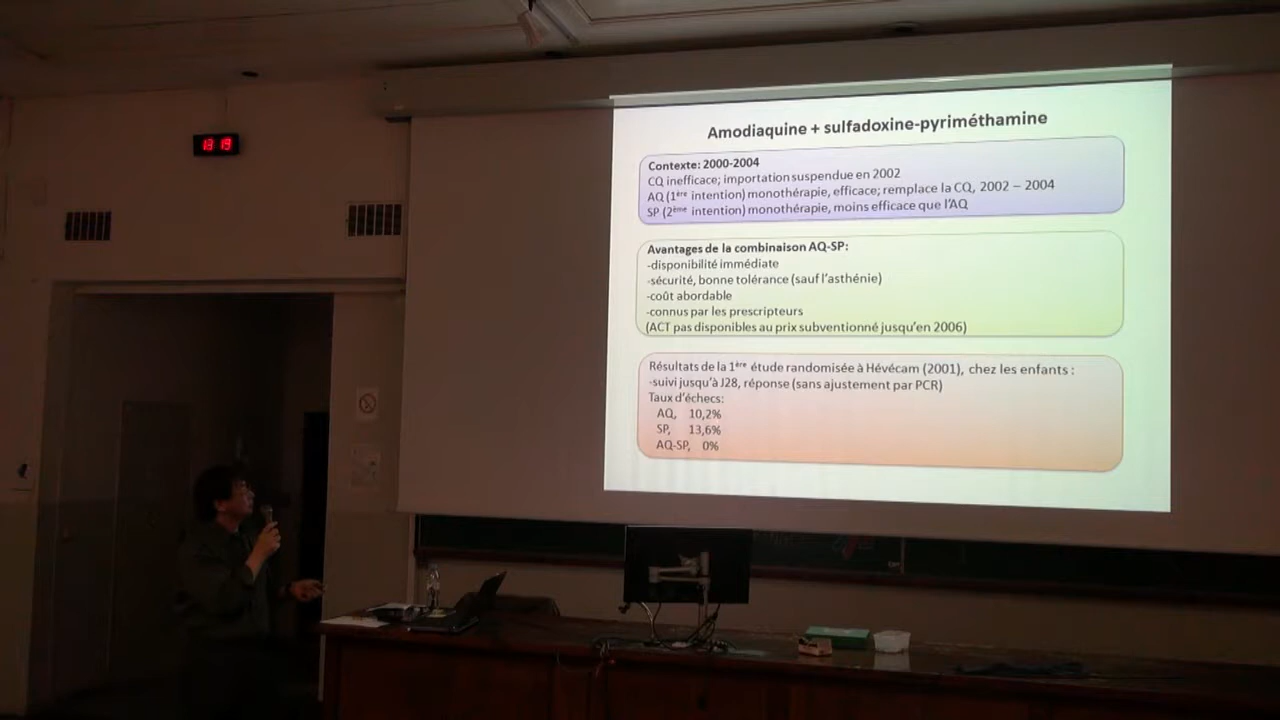 13 19
Amodiaquine + sulfadoxine-pyriméthamine
Contexte: 2000-2004
CQ inefficace; importation suspendue en 2002
AQ (1ère intention) monothérapie, efficace; remplace la CQ, 2002 – 2004
SP (2ème intention) monothérapie, moins efficace que l'AQ
Avantages de la combinaison AQ-SP:
-disponibilité immédiate
-sécurité, bonne tolérance (sauf l'asthénie)
-coût abordable
-connus par les prescripteurs
(ACT pas disponibles au prix subventionné jusqu'en 2006)
Résultats de la 1ère étude randomisée à Hévécam (2001), chez les enfants :
-suivi jusqu'à J28, réponse (sans ajustement par PCR)
Taux d'échecs:
AQ, 10,2%
SP, 13,6%
AQ-SP, 0%